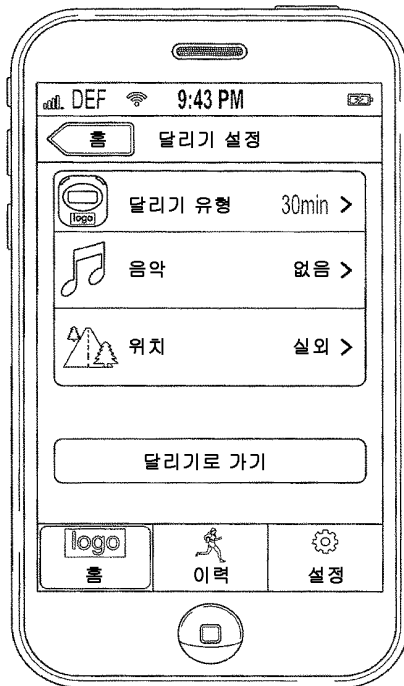 DEF 9:43 PM
홈 달리기 설정
logo
달리기 유형 30min >
음악 없음 >
위치 실외 >
달리기로 가기
logo
홈 이력 설정